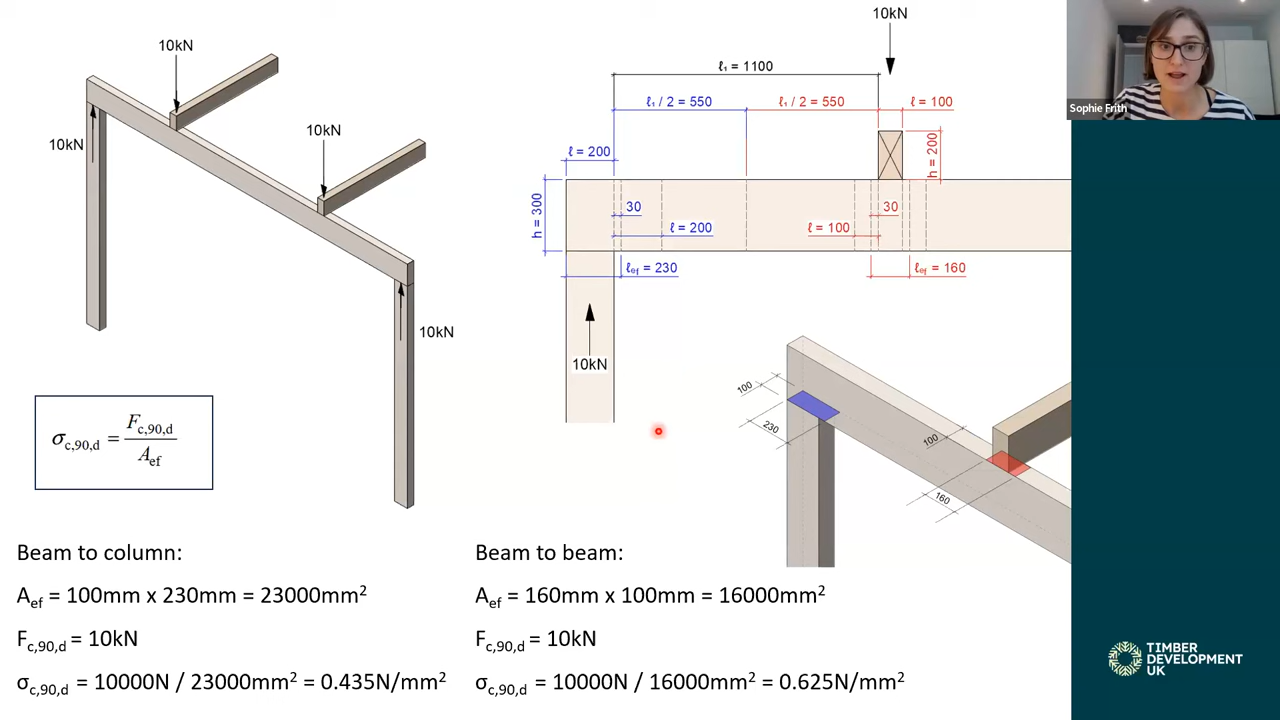 10kN
10kN
10kN
10kN
σc,90,d = Fc,90,d / Aef
10kN
ℓ₁ = 1100
ℓ₁ / 2 = 550
ℓ₁ / 2 = 550
ℓ = 100
ℓ = 200
h = 200
h = 300
30
30
ℓ = 200
ℓ = 100
ℓef = 230
ℓef = 160
10kN
100
230
100
160
Beam to column:
Aef = 100mm x 230mm = 23000mm²
Fc,90,d = 10kN
σc,90,d = 10000N / 23000mm² = 0.435N/mm²
Beam to beam:
Aef = 160mm x 100mm = 16000mm²
Fc,90,d = 10kN
σc,90,d = 10000N / 16000mm² = 0.625N/mm²
Sophie Frith
TIMBER
DEVELOPMENT
UK